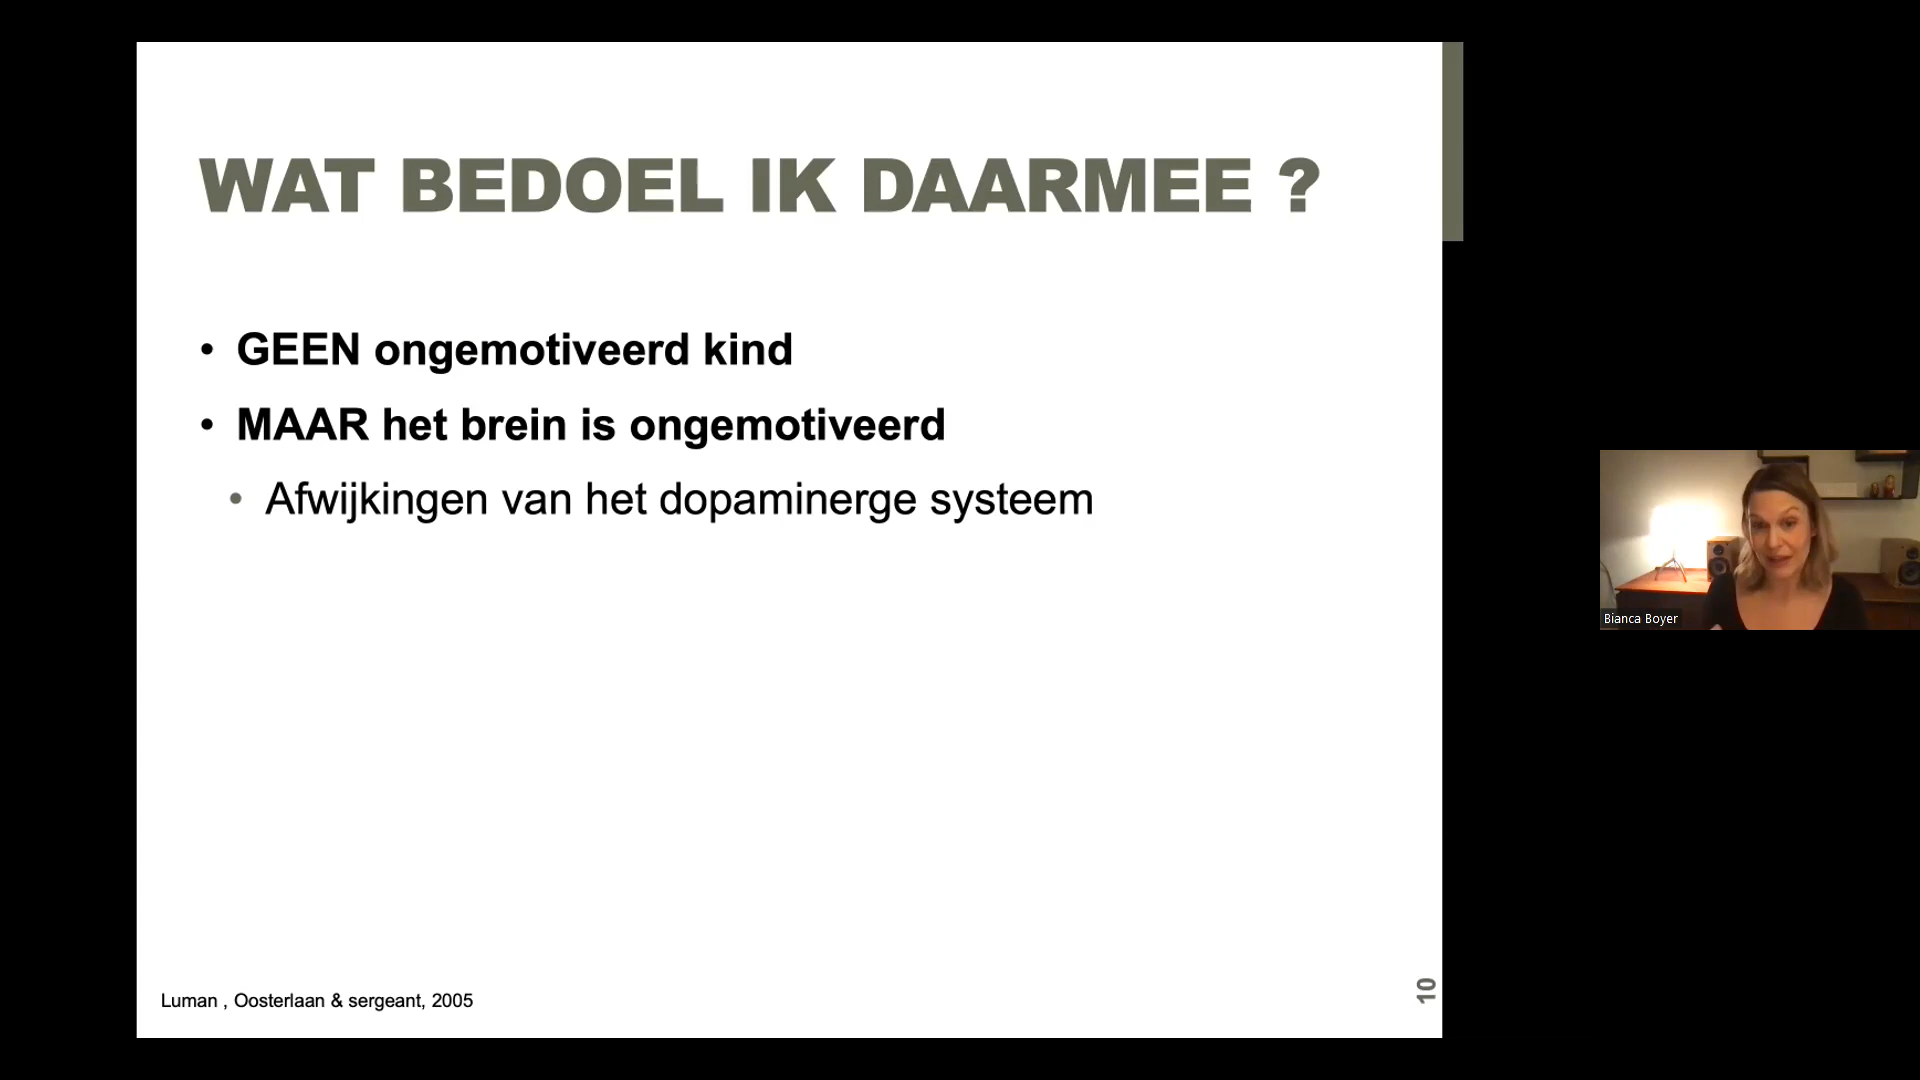 WAT BEDOEL IK DAARMEE ?
• GEEN ongemotiveerd kind
• MAAR het brein is ongemotiveerd
• Afwijkingen van het dopaminerge systeem
Luman , Oosterlaan & sergeant, 2005
10
Bianca Boyer